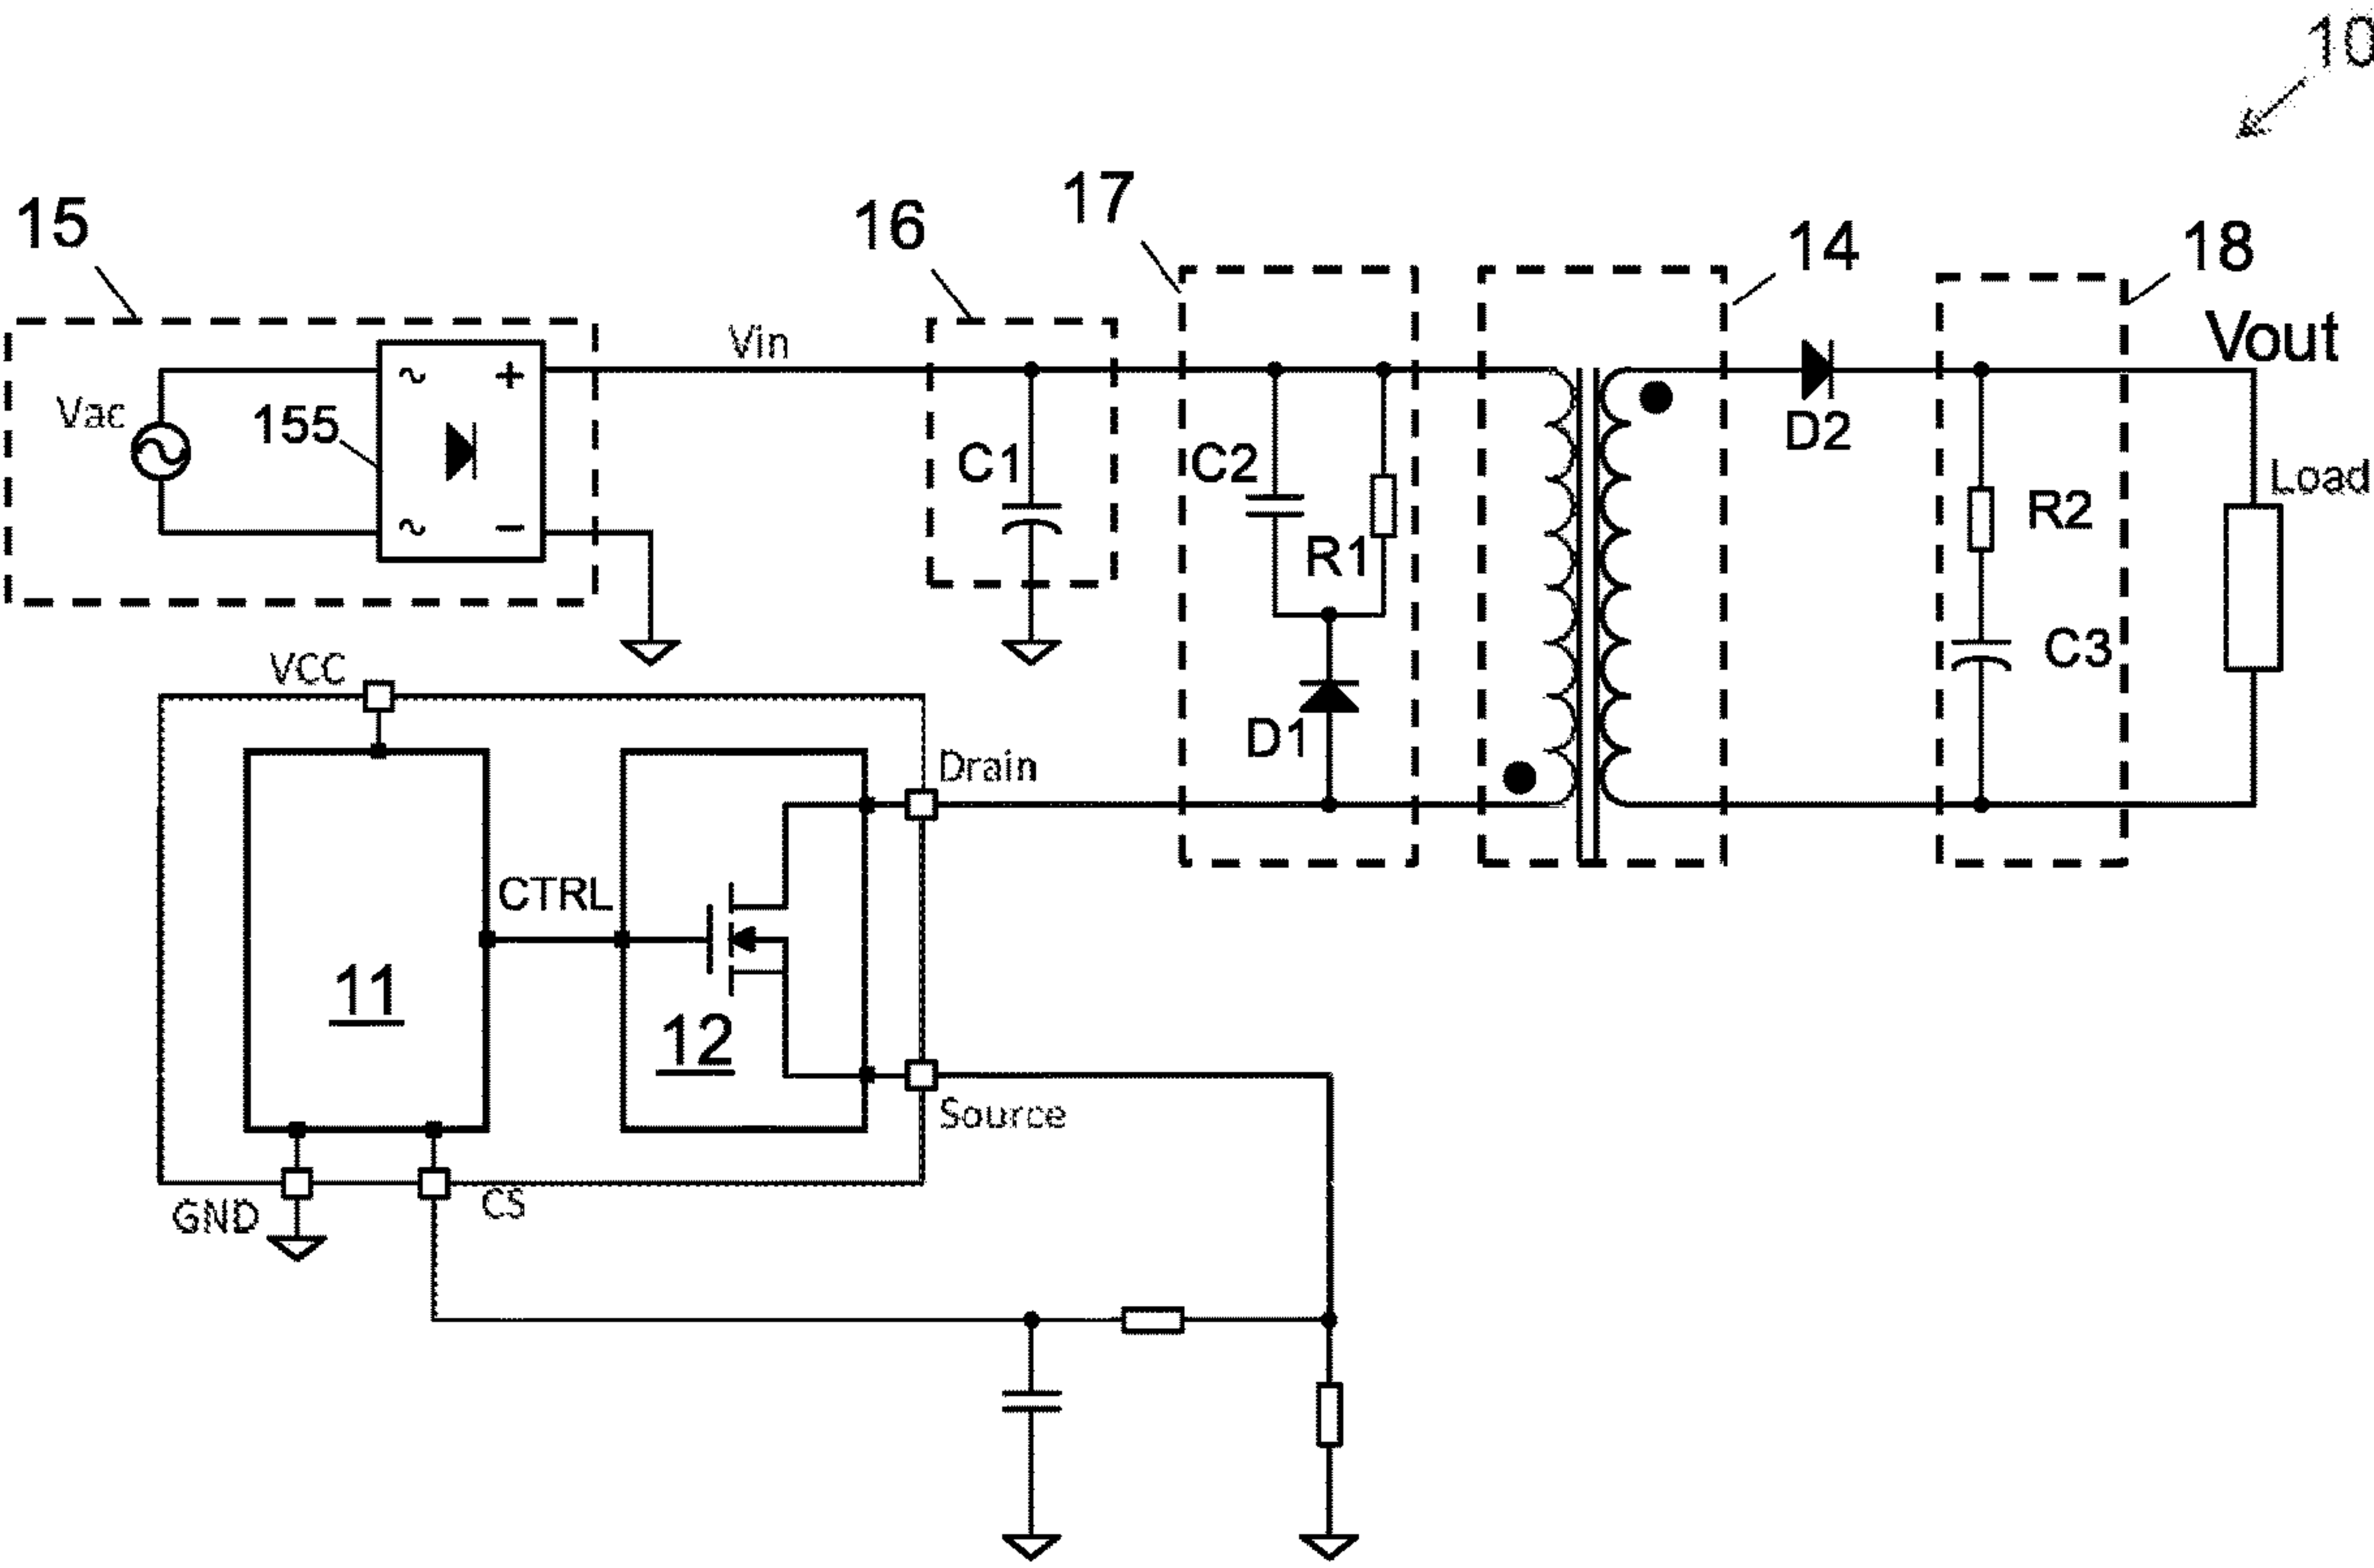 10
15
16
17
14
18
Vin
Vout
Vac
155
+
~
C1
C2
D2
Load
R1
R2
~
−
C3
VCC
D1
Drain
CTRL
11
12
Source
GND
CS